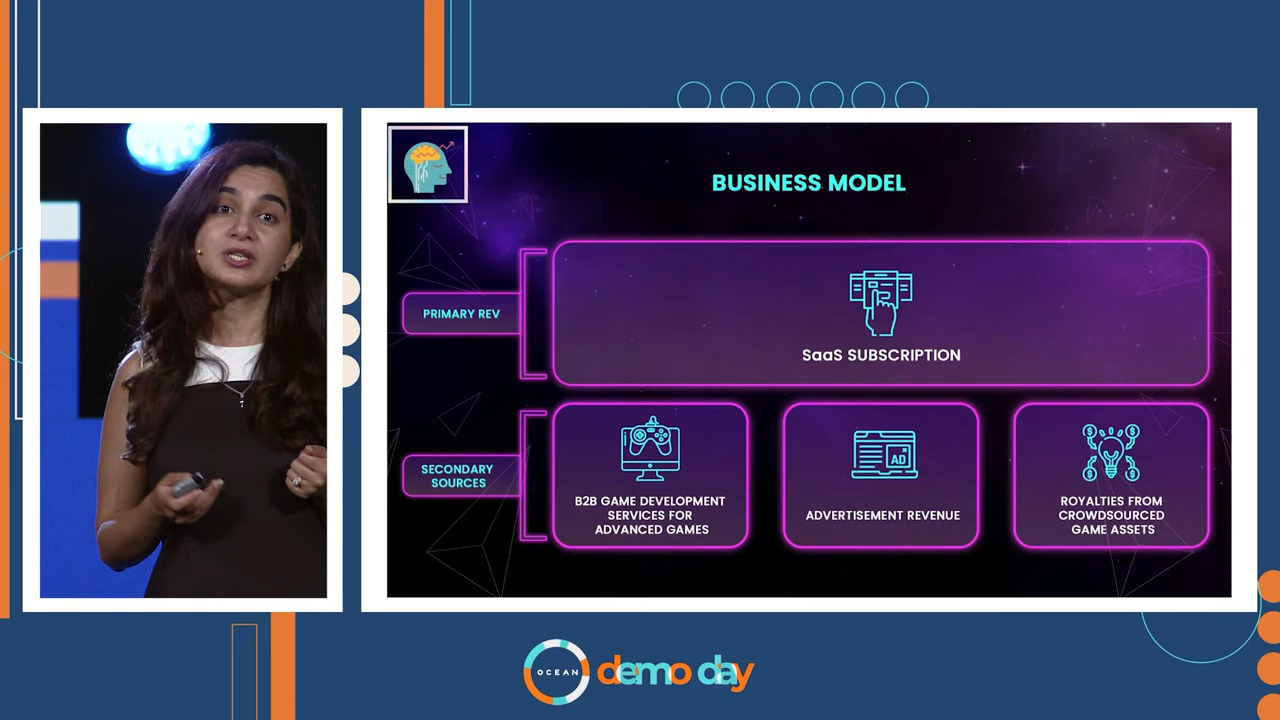 BUSINESS MODEL
PRIMARY REV
SaaS SUBSCRIPTION
SECONDARY
SOURCES
B2B GAME DEVELOPMENT
SERVICES FOR
ADVANCED GAMES
AD
ADVERTISEMENT REVENUE
ROYALTIES FROM
CROWDSOURCED
GAME ASSETS
OCEAN
demo day